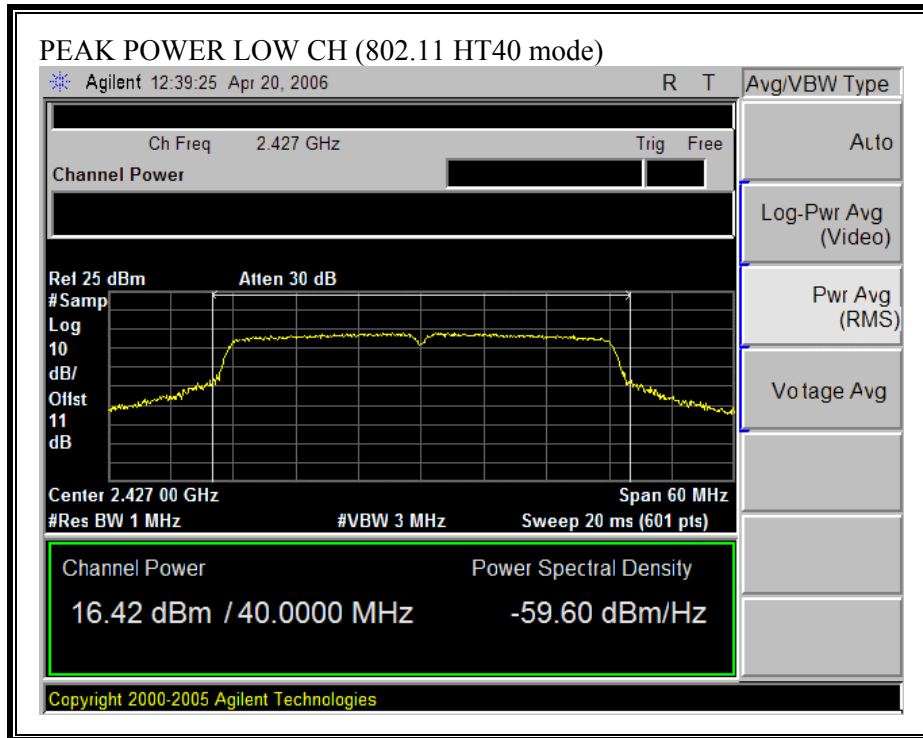 PEAK POWER LOW CH (802.11 HT40 mode)
Agilent 12:39:25 Apr 20, 2006 R T
Avg/VBW Type
Ch Freq 2.427 GHz Trig Free
Channel Power
Auto
Log-Pwr Avg
(Video)
Pwr Avg
(RMS)
Voltage Avg
Ref 25 dBm Atten 30 dB
#Samp
Log
10
dB/
Offst
11
dB
Center 2.427 00 GHz Span 60 MHz
#Res BW 1 MHz #VBW 3 MHz Sweep 20 ms (601 pts)
Channel Power Power Spectral Density
16.42 dBm / 40.0000 MHz -59.60 dBm/Hz
Copyright 2000-2005 Agilent Technologies